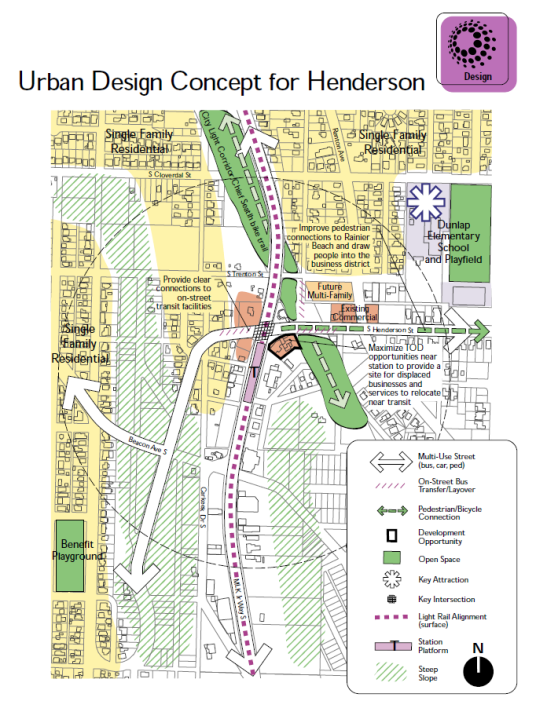 Design
Urban Design Concept for Henderson
Single Family
Residential
Single Family
Residential
City Light Corridor/Chief Sealth bike trail
S Cloverdal St
Dunlap
Elementary
School
and Playfield
Improve pedestrian
connections to Rainier
Beach and draw
people into the
business district
S Trenton St
Provide clear
connections to
on-street
transit facilities
Future
Multi-Family
Existing
Commercial
S Henderson St
Single
Family
Residential
Maximize TOD
opportunities near
station to provide a
site for displaced
businesses and
services to relocate
near transit
T
Beacon Ave S
Carkeek Dr S
Benefit
Playground
M L K Jr Way S
Multi-Use Street
(bus, car, ped)
On-Street Bus
Transfer/Layover
Pedestrian/Bicycle
Connection
Development
Opportunity
Open Space
Key Attraction
Key Intersection
Light Rail Alignment
(surface)
T
Station
Platform
Steep
Slope
N